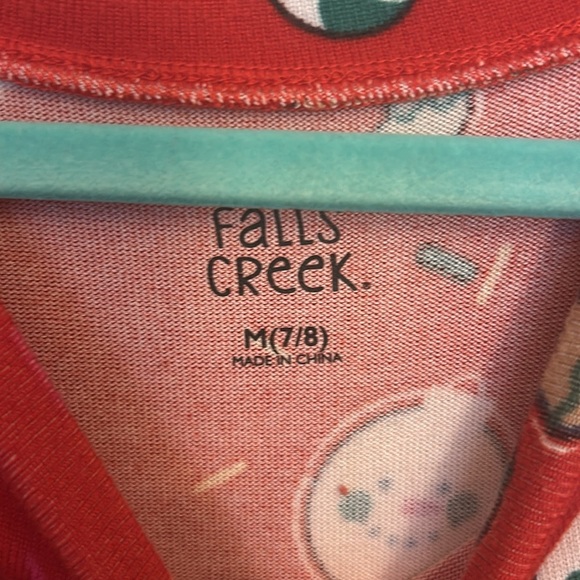 Falls
creek.
M(7/8)
MADE IN CHINA